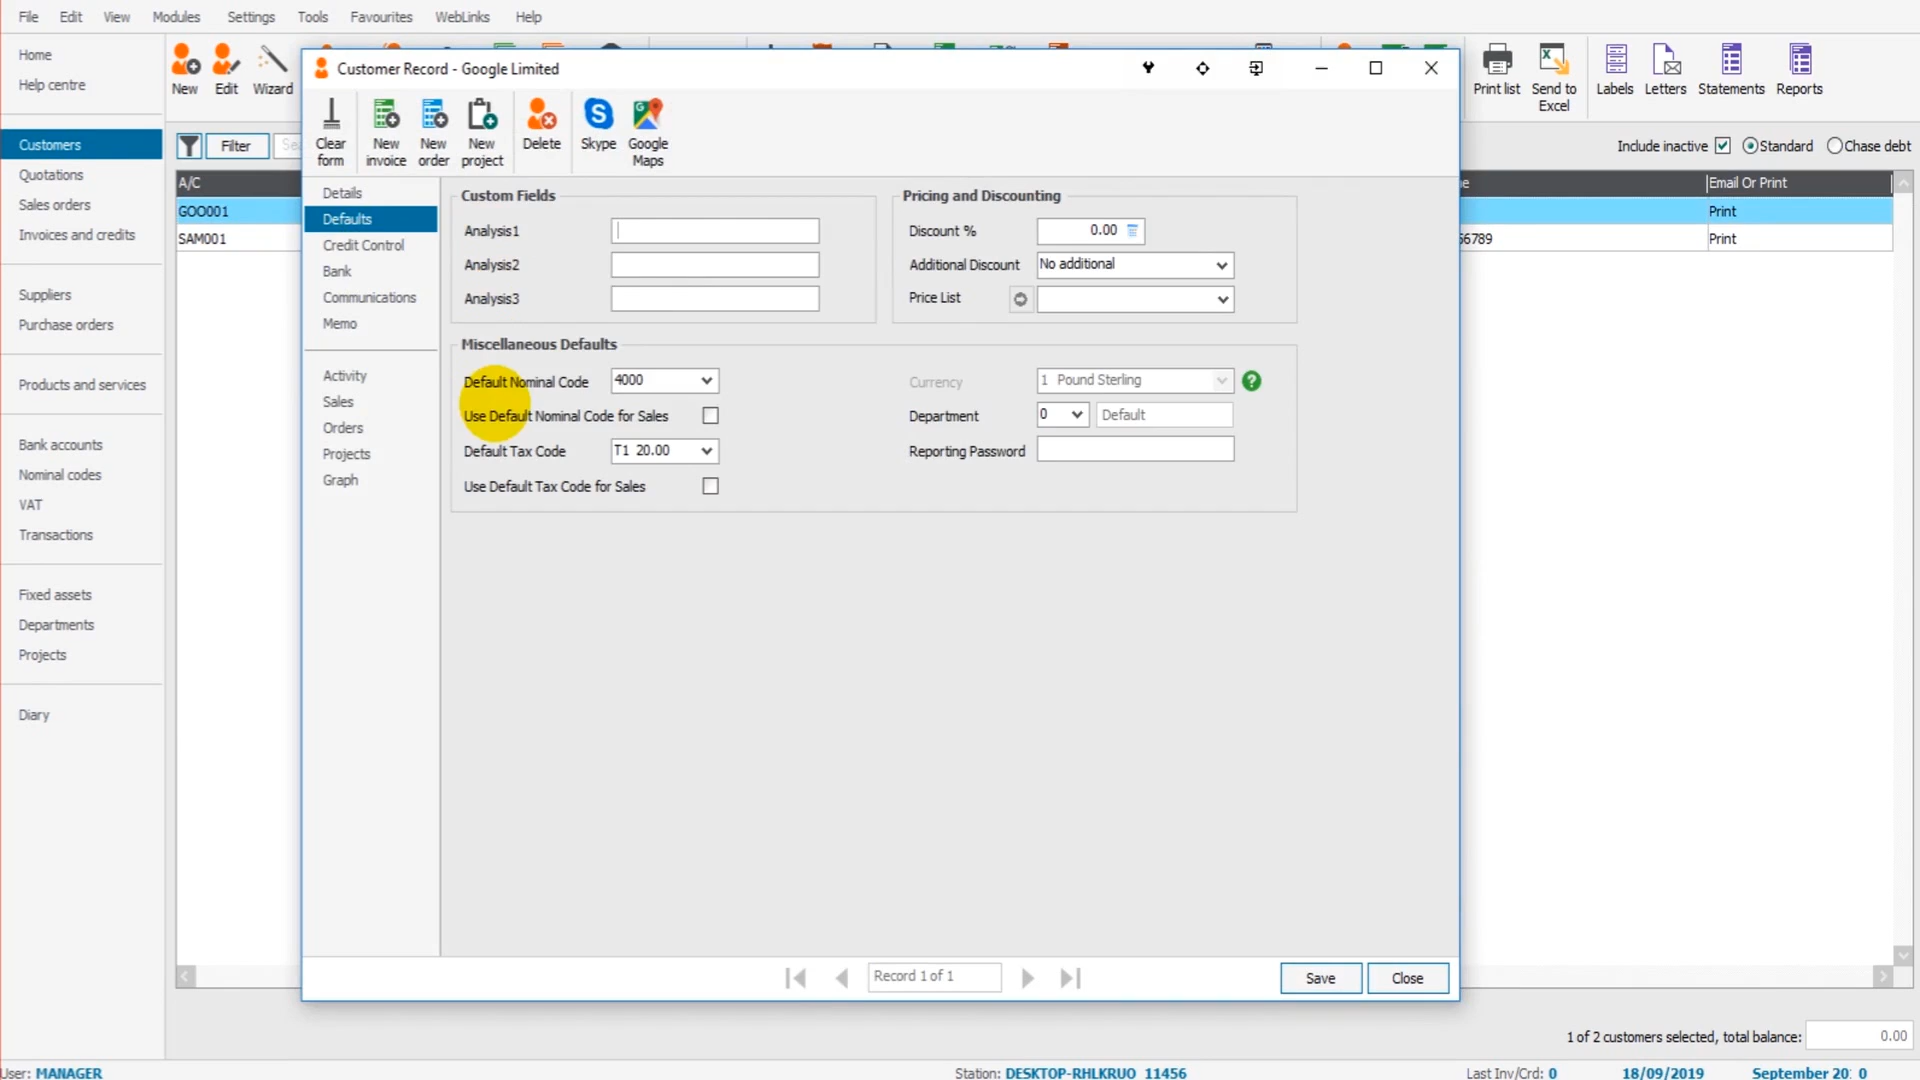 File Edit View Modules Settings Tools Favourites WebLinks Help
Home
Help centre
Customers
Quotations
Sales orders
Invoices and credits
Suppliers
Purchase orders
Products and services
Bank accounts
Nominal codes
VAT
Transactions
Fixed assets
Departments
Projects
Diary
New Edit Wizard
Filter
A/C
GOO001
SAM001
Customer Record - Google Limited
Clear form
New invoice
New order
New project
Delete
Skype
Google Maps
Details
Defaults
Credit Control
Bank
Communications
Memo
Activity
Sales
Orders
Projects
Graph
Custom Fields
Analysis1
Analysis2
Analysis3
Pricing and Discounting
Discount % 0.00
Additional Discount No additional
Price List
Miscellaneous Defaults
Default Nominal Code 4000
Use Default Nominal Code for Sales
Default Tax Code T1 20.00
Use Default Tax Code for Sales
Currency 1 Pound Sterling ?
Department 0 Default
Reporting Password
Record 1 of 1
Save Close
Print list
Send to Excel
Labels Letters Statements Reports
Include inactive Standard Chase debt
Email Or Print
Print
56789 Print
1 of 2 customers selected, total balance: 0.00
User: MANAGER
Station: DESKTOP-RHLKRUO 11456
Last Inv/Crd: 0
18/09/2019